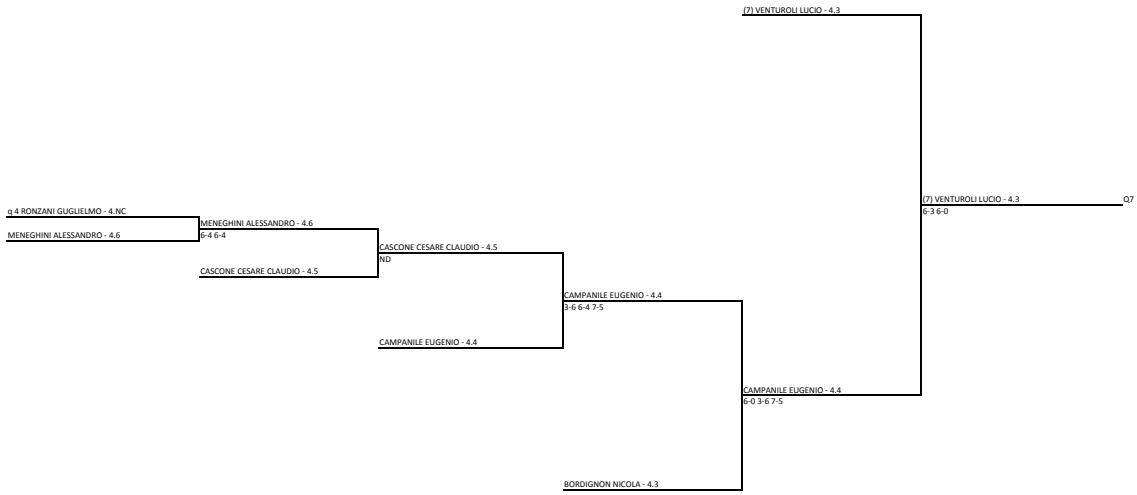 (7) VENTUROLI LUCIO - 4.3
(7) VENTUROLI LUCIO - 4.3
Q7
6-3 6-0
q 4 RONZANI GUGLIELMO - 4.NC
MENEGHINI ALESSANDRO - 4.6
MENEGHINI ALESSANDRO - 4.6
6-4 6-4
CASCONE CESARE CLAUDIO - 4.5
ND
CASCONE CESARE CLAUDIO - 4.5
CAMPANILE EUGENIO - 4.4
3-6 6-4 7-5
CAMPANILE EUGENIO - 4.4
CAMPANILE EUGENIO - 4.4
6-0 3-6 7-5
BORDIGNON NICOLA - 4.3